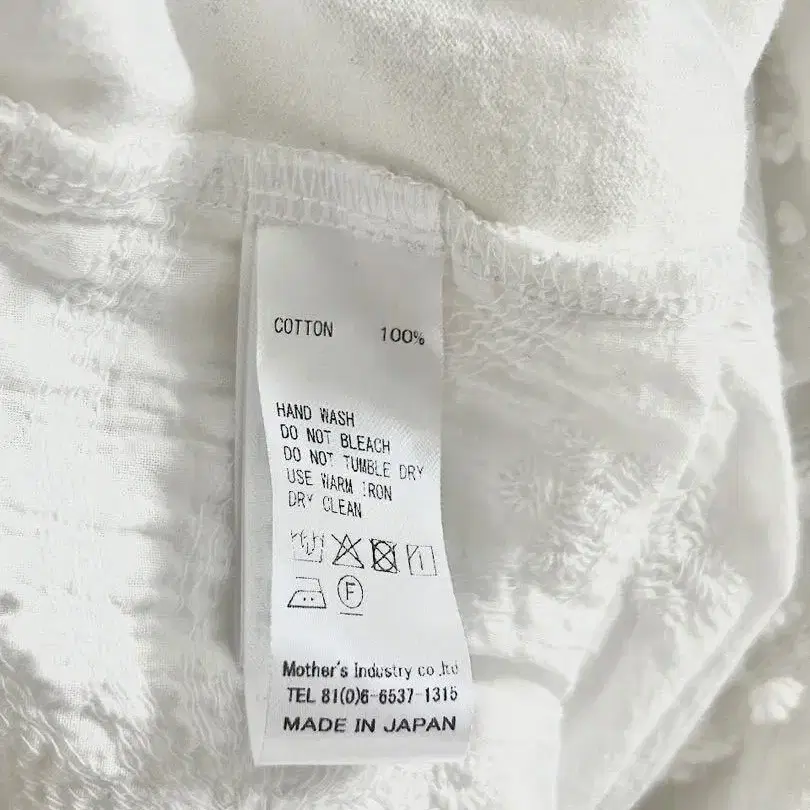 COTTON 100%
HAND WASH
DO NOT BLEACH
DO NOT TUMBLE DRY
USE WARM IRON
DRY CLEAN
F
Mother's Industry co.,ltd
TEL 81(0)6-6537-1315
MADE IN JAPAN